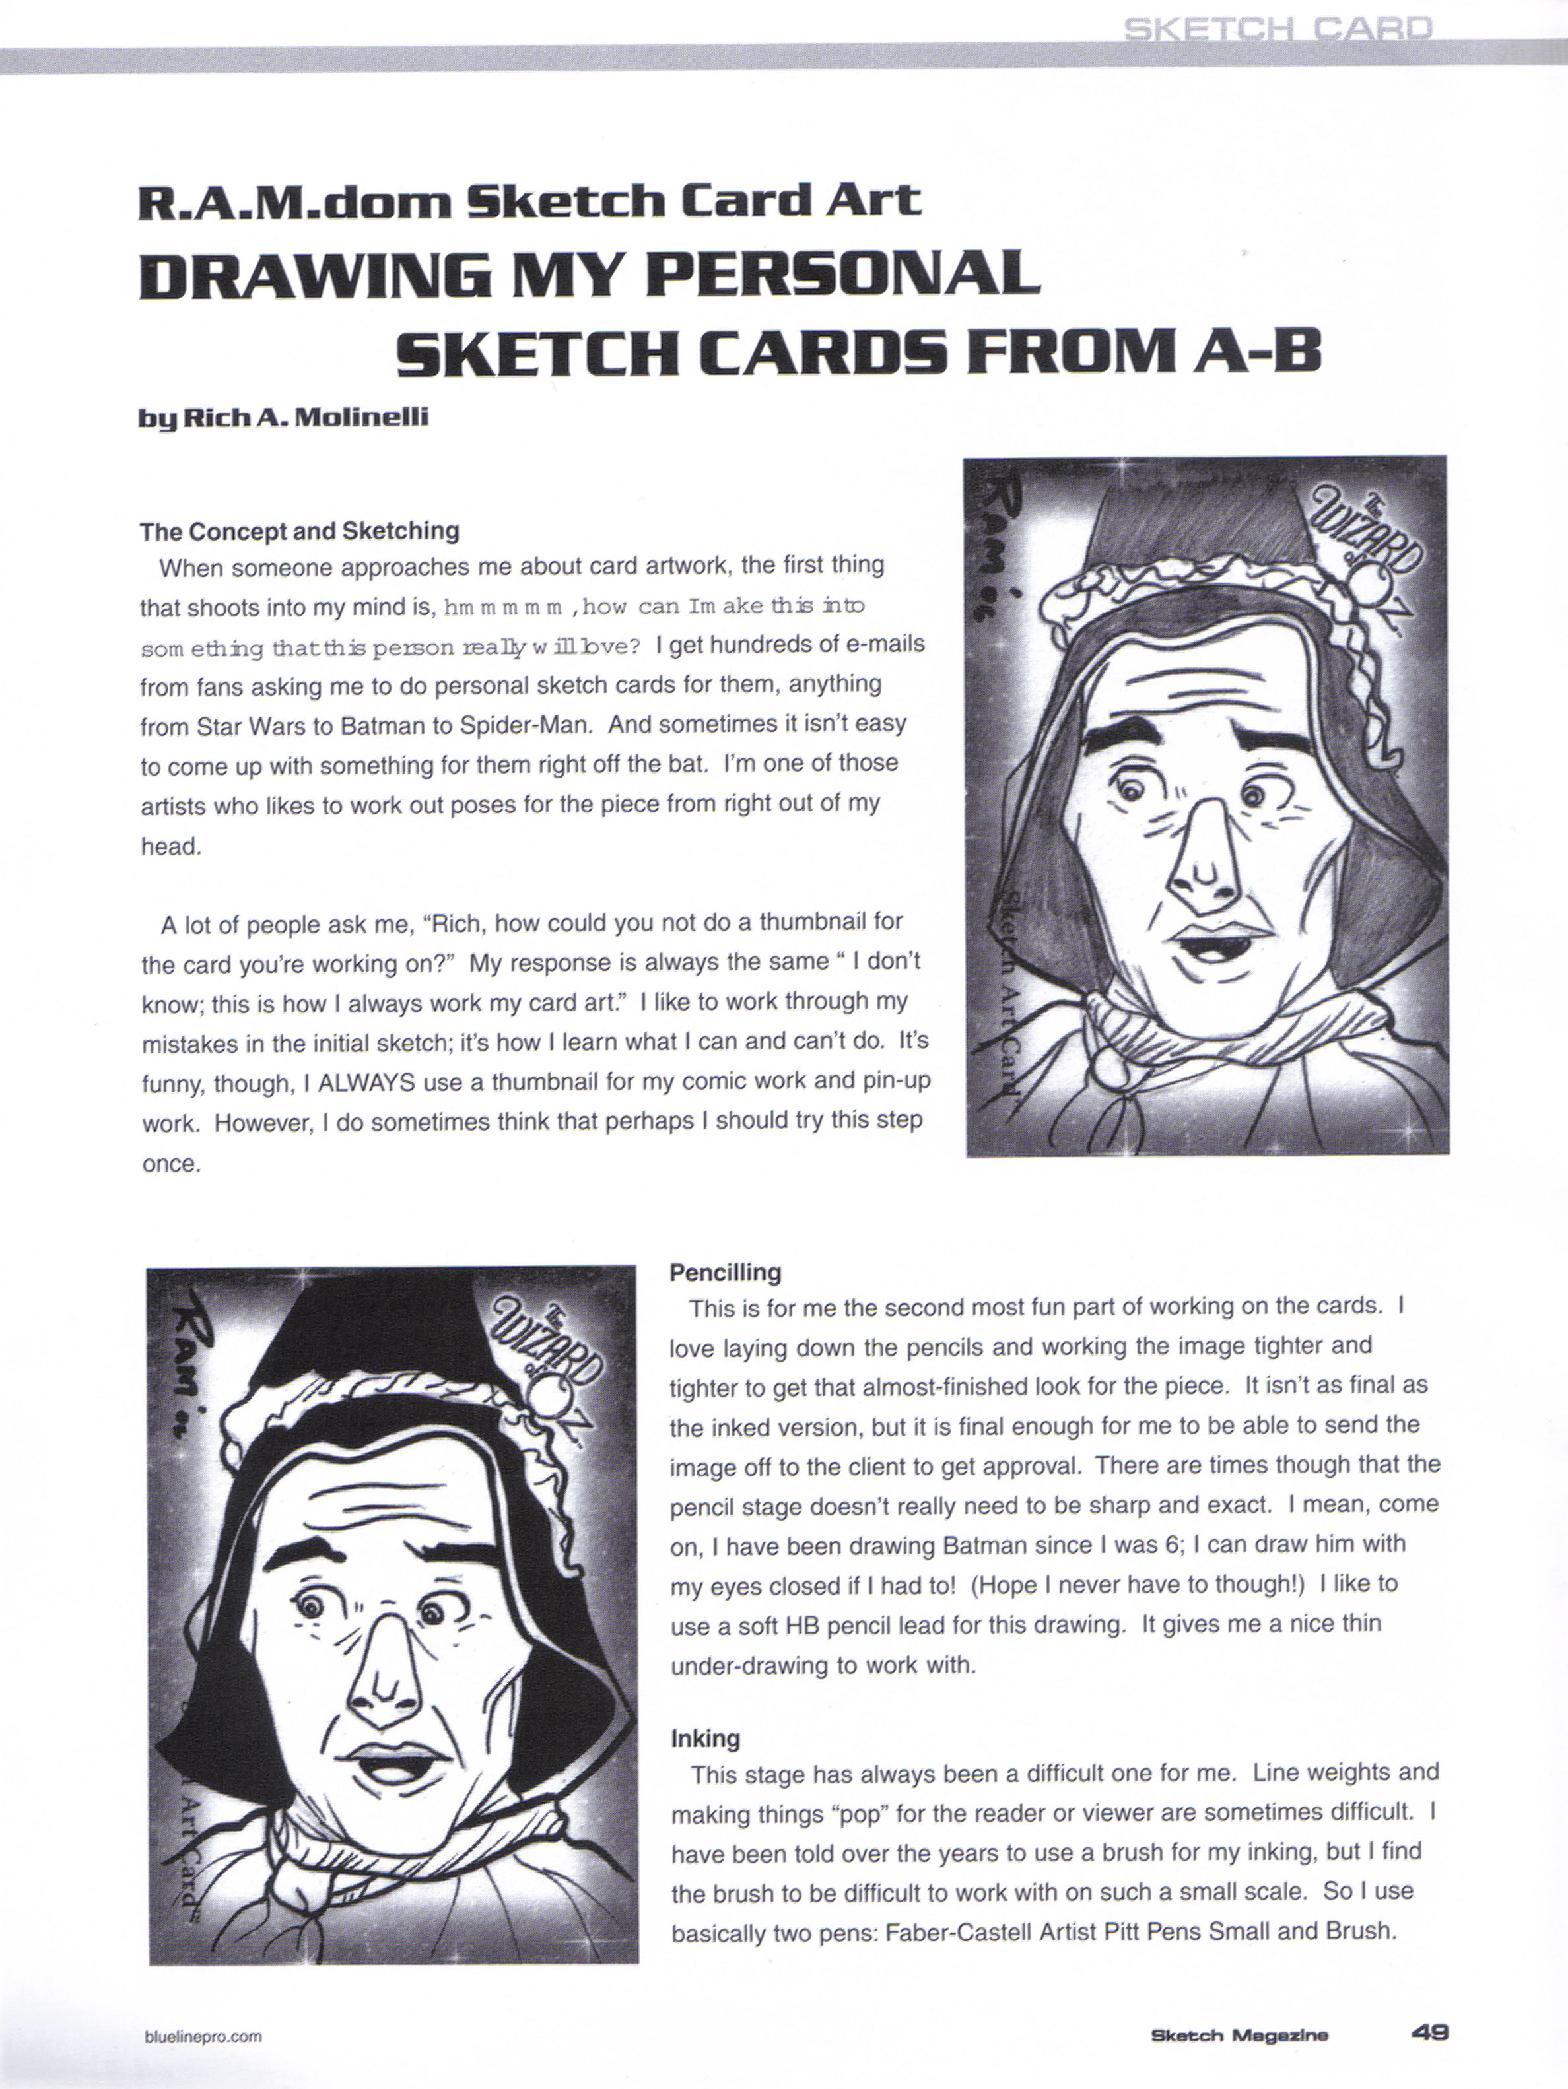 SKETCH CARD
R.A.M.dom Sketch Card Art
DRAWING MY PERSONAL
SKETCH CARDS FROM A-B
by Rich A. Molinelli
The Concept and Sketching
When someone approaches me about card artwork, the first thing
that shoots into my mind is, hm m m m m , how can Im ake this into
som ething that this person really w ill love? I get hundreds of e-mails
from fans asking me to do personal sketch cards for them, anything
from Star Wars to Batman to Spider-Man. And sometimes it isn't easy
to come up with something for them right off the bat. I'm one of those
artists who likes to work out poses for the piece from right out of my
head.
A lot of people ask me, “Rich, how could you not do a thumbnail for
the card you're working on?” My response is always the same “ I don't
know; this is how I always work my card art.” I like to work through my
mistakes in the initial sketch; it's how I learn what I can and can't do. It's
funny, though, I ALWAYS use a thumbnail for my comic work and pin-up
work. However, I do sometimes think that perhaps I should try this step
once.
RAM '06
The
WIZARD
of
OZ
Sketch Art Card
RAM '06
The
WIZARD
of
OZ
Art Card
Pencilling
This is for me the second most fun part of working on the cards. I
love laying down the pencils and working the image tighter and
tighter to get that almost-finished look for the piece. It isn't as final as
the inked version, but it is final enough for me to be able to send the
image off to the client to get approval. There are times though that the
pencil stage doesn't really need to be sharp and exact. I mean, come
on, I have been drawing Batman since I was 6; I can draw him with
my eyes closed if I had to! (Hope I never have to though!) I like to
use a soft HB pencil lead for this drawing. It gives me a nice thin
under-drawing to work with.
Inking
This stage has always been a difficult one for me. Line weights and
making things “pop” for the reader or viewer are sometimes difficult. I
have been told over the years to use a brush for my inking, but I find
the brush to be difficult to work with on such a small scale. So I use
basically two pens: Faber-Castell Artist Pitt Pens Small and Brush.
bluelinepro.com
Sketch Magazine 49